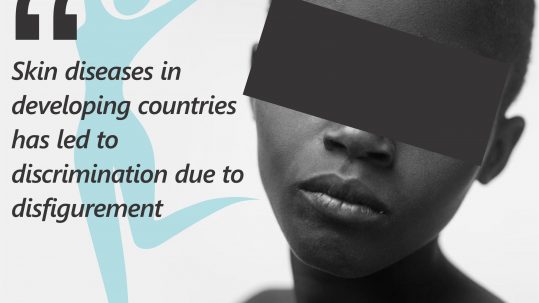 “
Skin diseases in
developing countries
has led to
discrimination due to
disfigurement